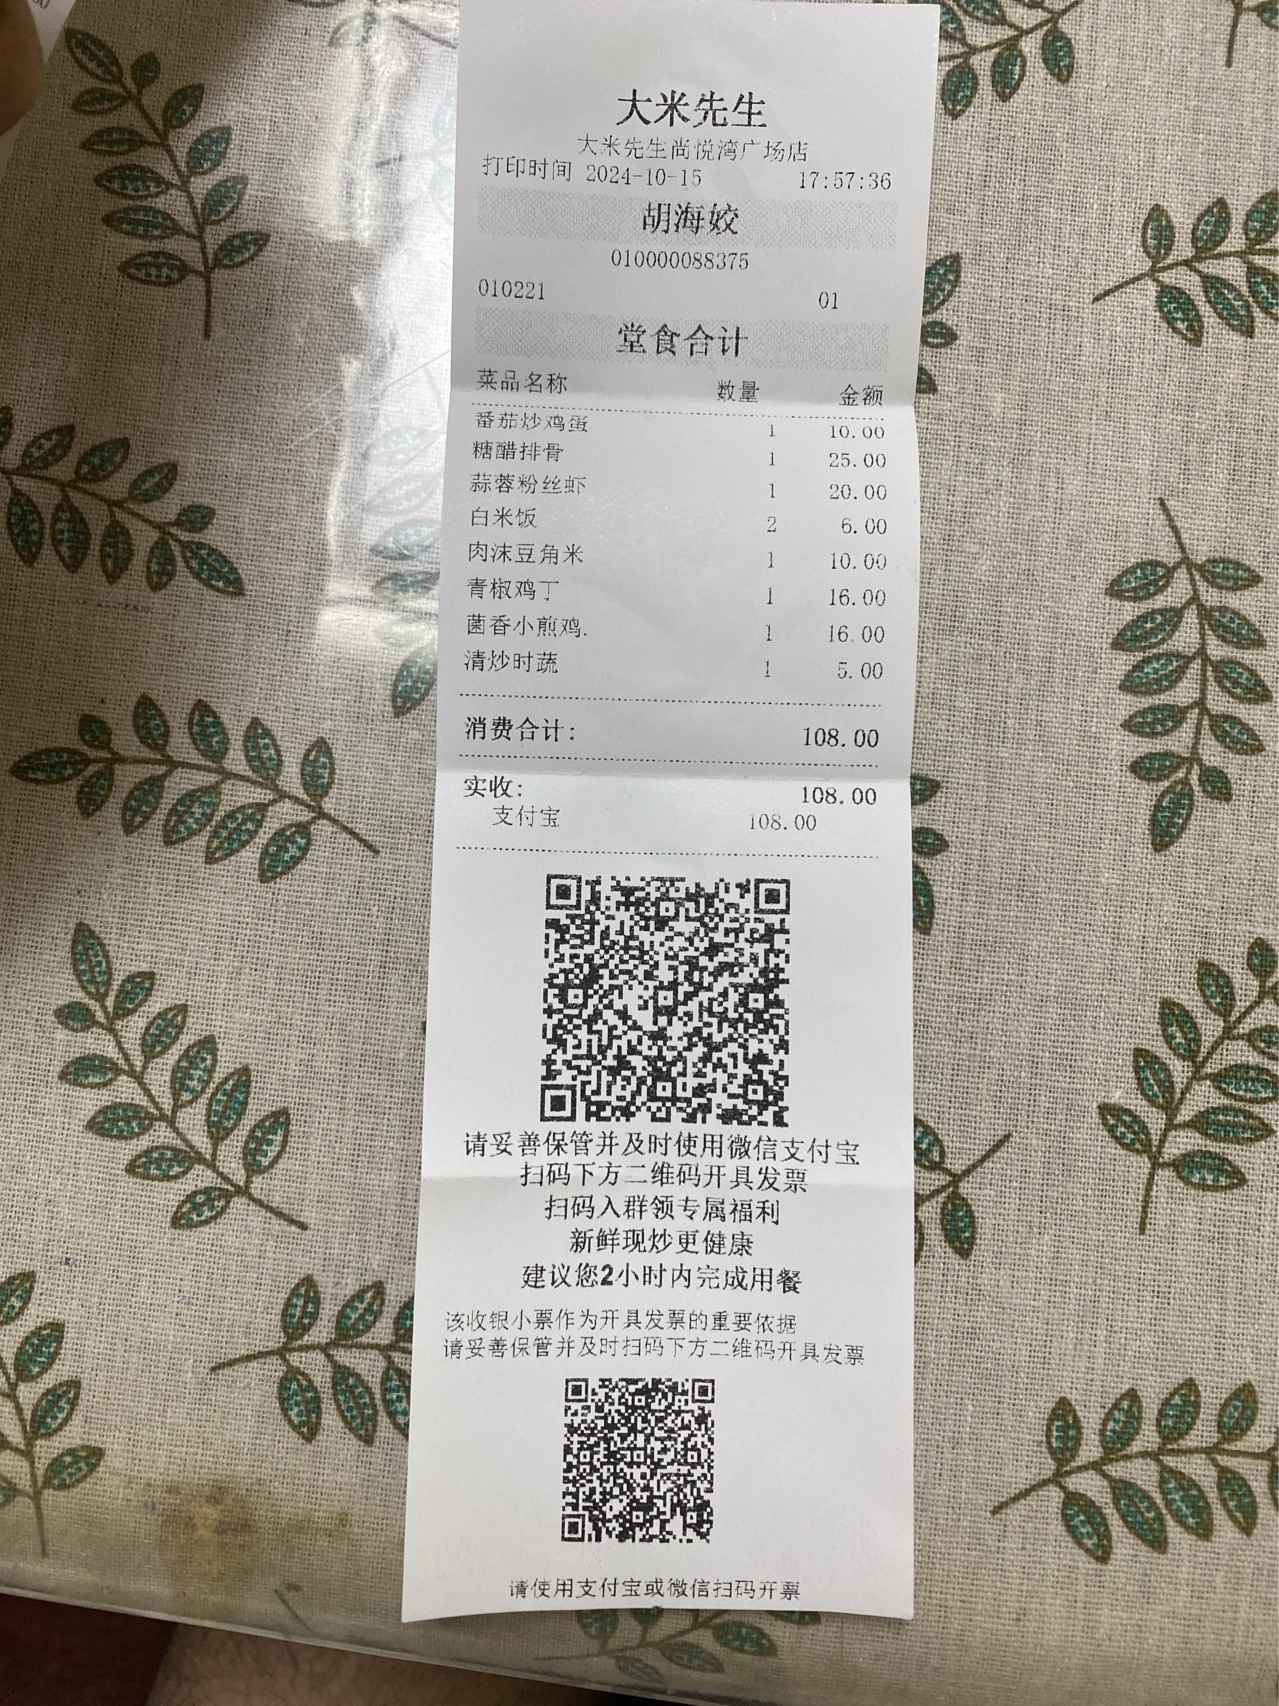 大米先生
大米先生尚悦湾广场店
打印时间 2024-10-15 17:57:36
胡海姣
010000088375
010221 01
堂食合计
菜品名称 数量 金额
番茄炒鸡蛋 1 10.00
糖醋排骨 1 25.00
蒜蓉粉丝虾 1 20.00
白米饭 2 6.00
肉沫豆角米 1 10.00
青椒鸡丁 1 16.00
菌香小煎鸡. 1 16.00
清炒时蔬 1 5.00
消费合计: 108.00
实收: 108.00
支付宝 108.00
请妥善保管并及时使用微信支付宝
扫码下方二维码开具发票
扫码入群领专属福利
新鲜现炒更健康
建议您2小时内完成用餐
该收银小票作为开具发票的重要依据
请妥善保管并及时扫码下方二维码开具发票
请使用支付宝或微信扫码开票